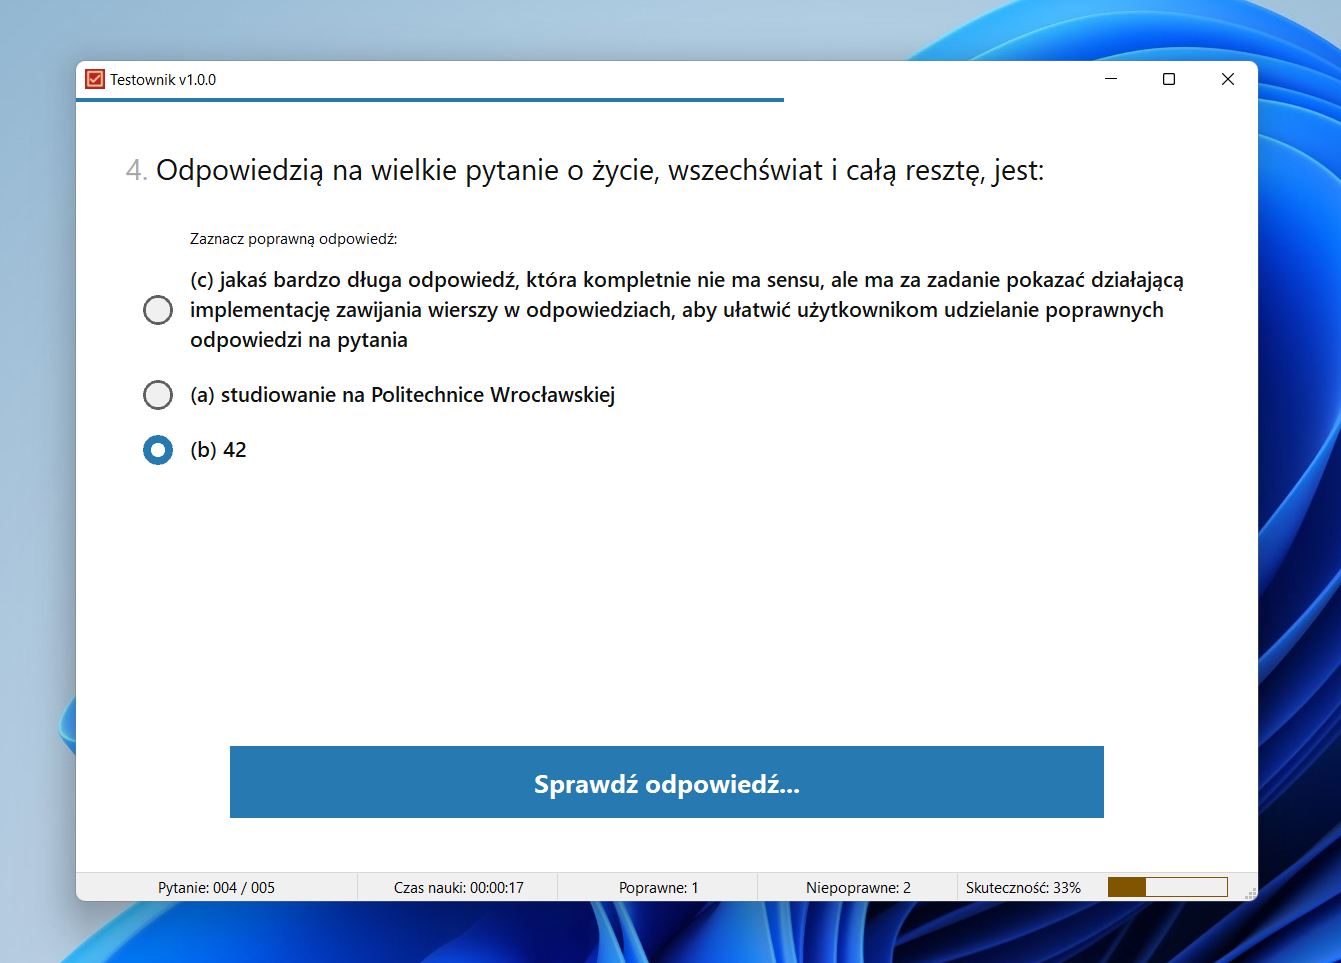 Testownik v1.0.0
4. Odpowiedzią na wielkie pytanie o życie, wszechświat i całą resztę, jest:
Zaznacz poprawną odpowiedź:
(c) jakaś bardzo długa odpowiedź, która kompletnie nie ma sensu, ale ma za zadanie pokazać działającą
implementację zawijania wierszy w odpowiedziach, aby ułatwić użytkownikom udzielanie poprawnych
odpowiedzi na pytania
(a) studiowanie na Politechnice Wrocławskiej
(b) 42
Sprawdź odpowiedź...
Pytanie: 004 / 005
Czas nauki: 00:00:17
Poprawne: 1
Niepoprawne: 2
Skuteczność: 33%